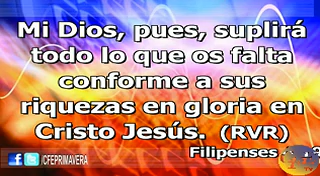 Mi Dios, pues, suplirá
todo lo que os falta
conforme a sus
riquezas en gloria en
Cristo Jesús. (RVR)
Filipenses
/CFEPRIMAVERA